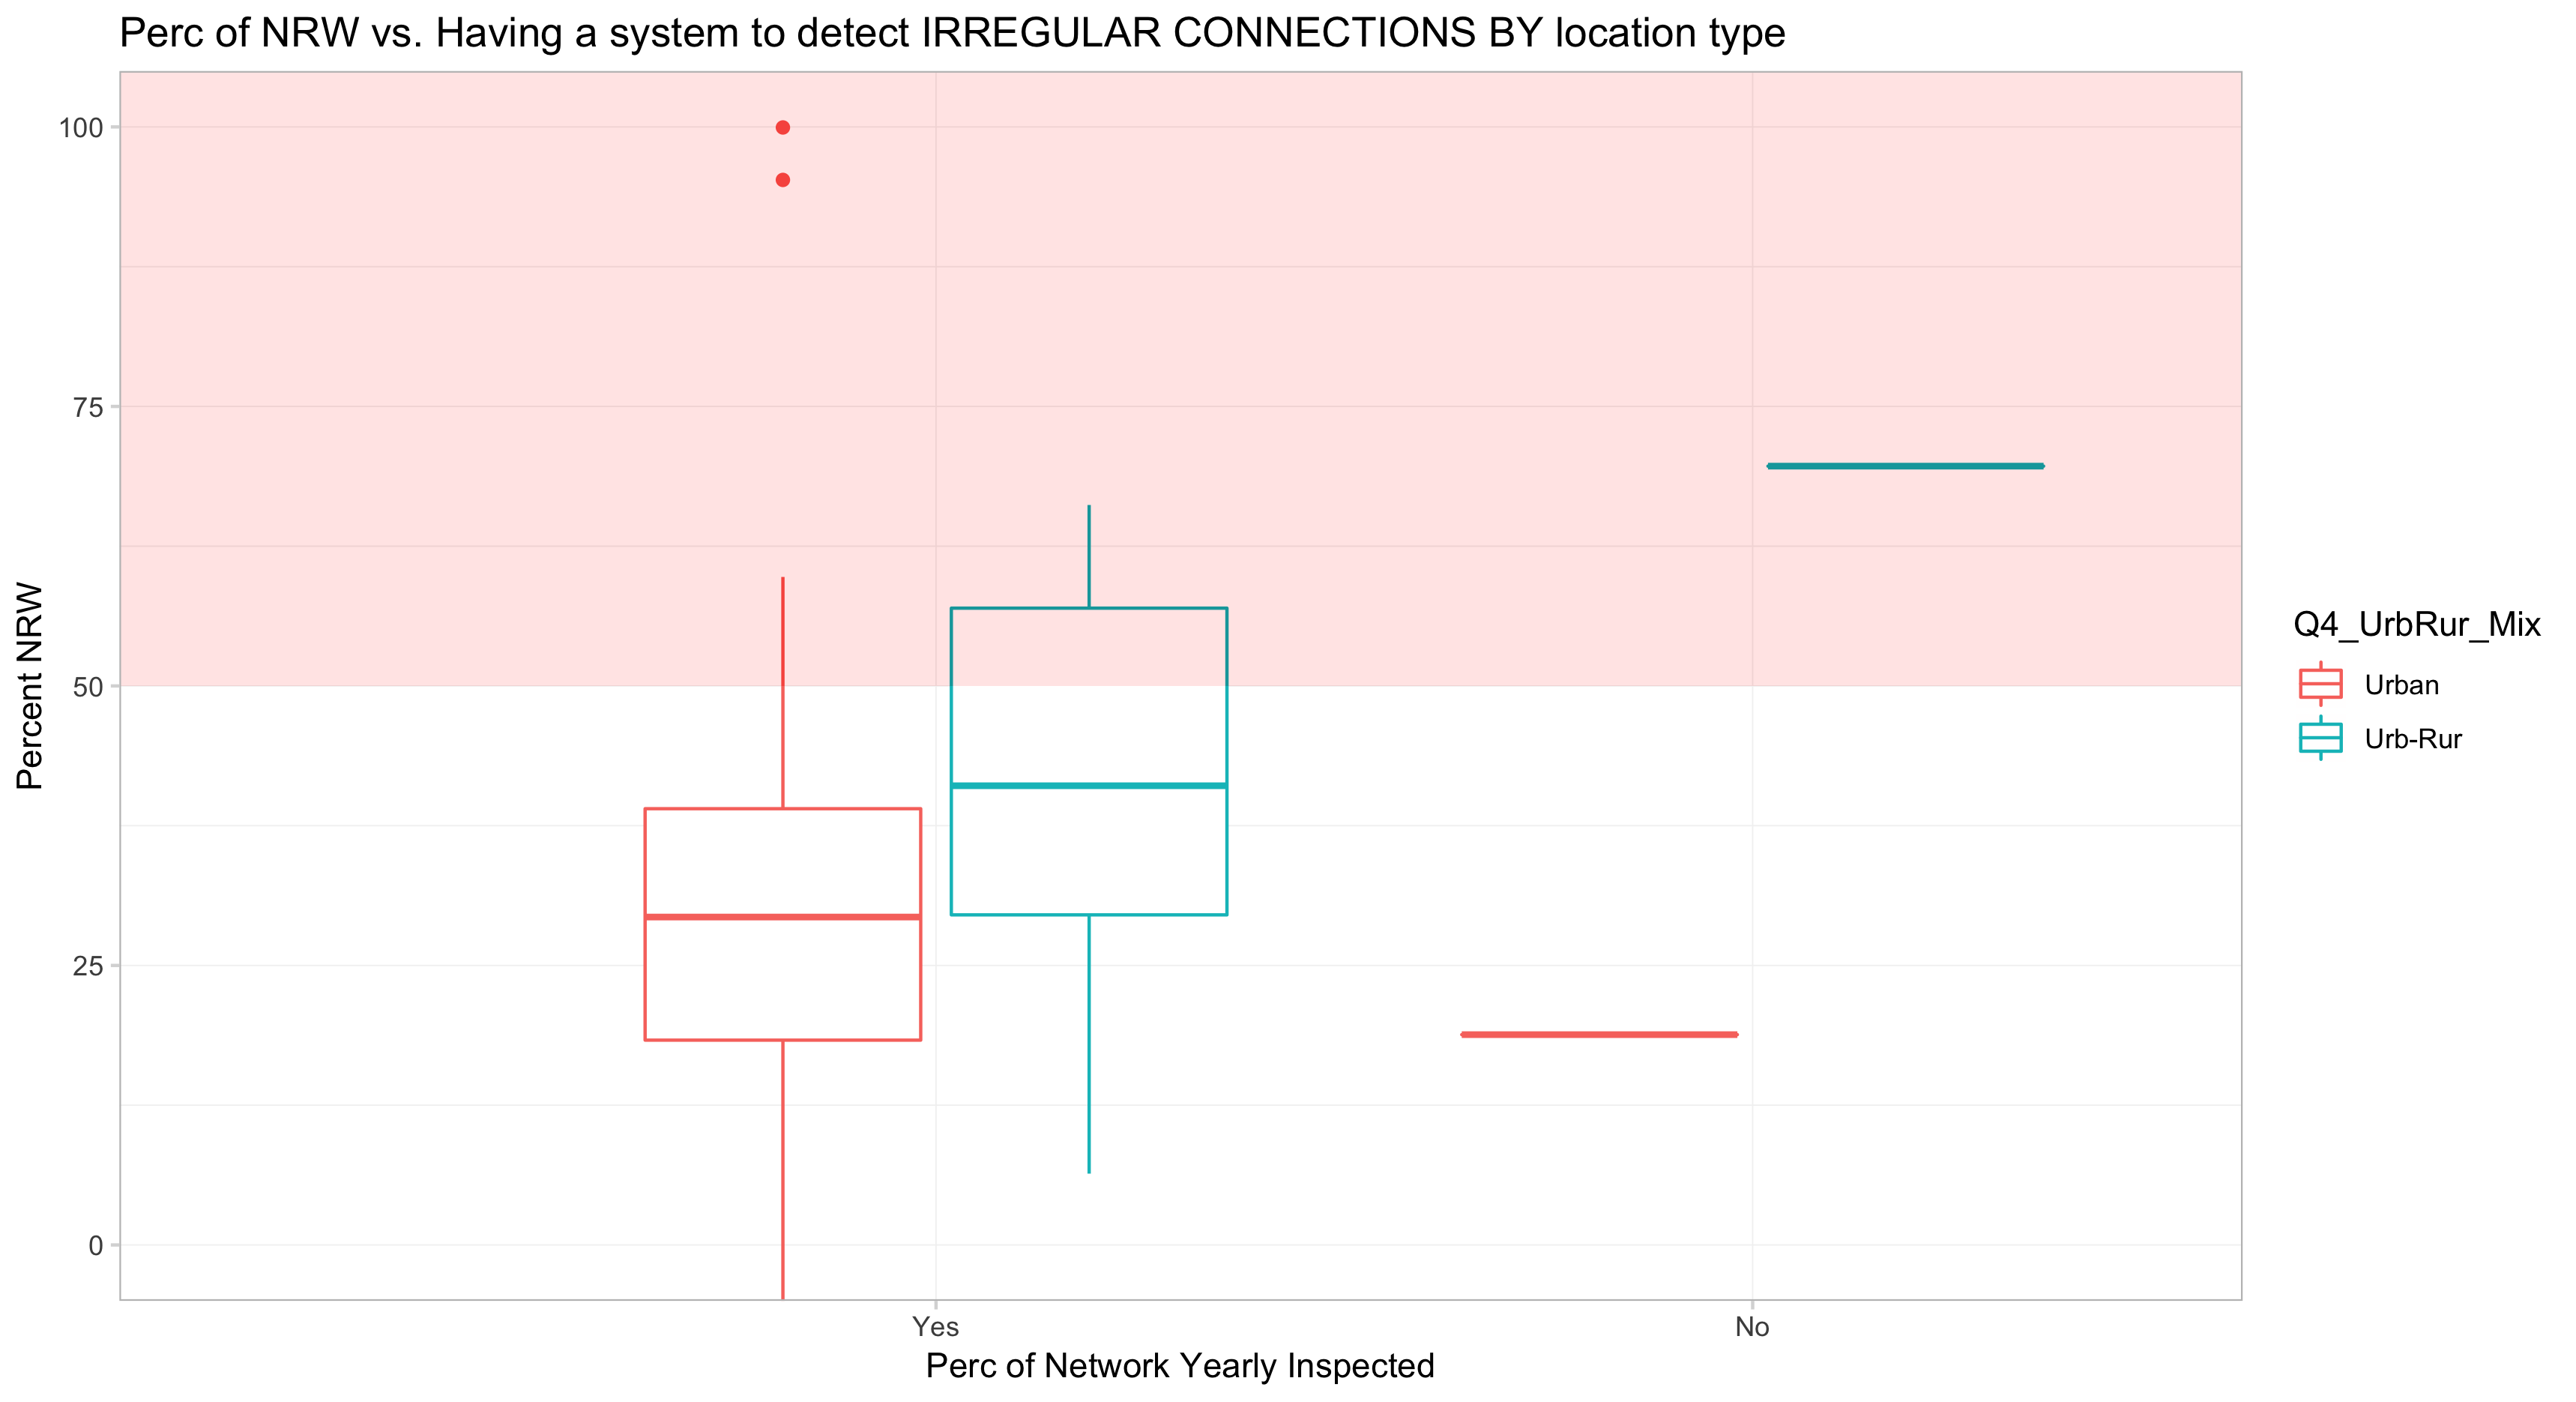 Perc of NRW vs. Having a system to detect IRREGULAR CONNECTIONS BY location type
Percent NRW
100
75
50
25
0
Yes
No
Perc of Network Yearly Inspected
Q4_UrbRur_Mix
Urban
Urb-Rur